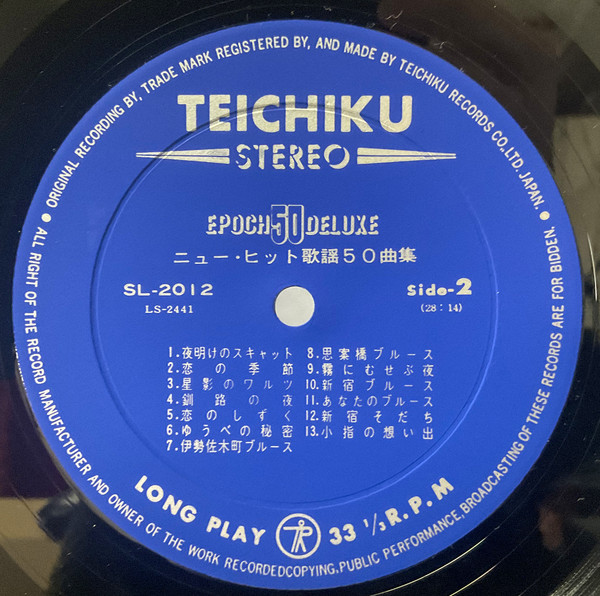 ORIGINAL RECORDING BY, TRADE MARK REGISTERED BY, AND MADE BY TEICHIKU RECORDS CO.LTD. JAPAN.
TEICHIKU
STEREO
EPOCH 50 DELUXE
ニュー・ヒット歌謡50曲集
SL-2012
LS-2441
Side-2
(28:14)
1.夜明けのスキャット
2.恋の季節
3.星影のワルツ
4.釧路の夜
5.恋のしずく
6.ゆうべの秘密
7.伊勢佐木町ブルース
8.思案橋ブルース
9.霧にむせぶ夜
10.新宿ブルース
11.あなたのブルース
12.新宿そだち
13.小指の想い出
LONG PLAY
33 1/3 R.P.M
ALL RIGHT OF THE RECORD MANUFACTURER AND OWNER OF THE WORK RECORDEDCOPYING.PUBLIC PERFORMANCE,BROADCASTING OF THESE RECORDS ARE FOR BIDDEN.